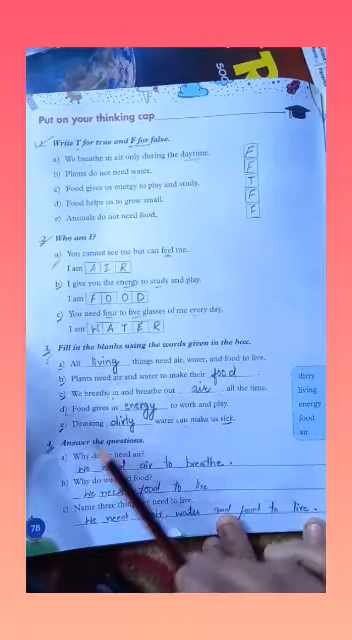 Put on your thinking cap
1. Write T for true and F for false.
a) We breathe in air only during the daytime. F
b) Plants do not need water. F
c) Food gives us energy to play and study. T
d) Food helps us to grow small. F
e) Animals do not need food. F
2. Who am I?
a) You cannot see me but can feel me.
I am A I R
b) I give you the energy to study and play.
I am F O O D
c) You need four to five glasses of me every day.
I am W A T E R
3. Fill in the blanks using the words given in the box.
a) All living things need air, water, and food to live.
dirty
b) Plants need air and water to make their food
living
c) We breathe in and breathe out air all the time.
energy
d) Food gives us energy to work and play.
food
e) Drinking dirty water can make us sick.
air
4. Answer the questions.
a) Why do we need air?
We air to breathe.
b) Why do we food?
We need food to live
c) Name three things we need to live.
We need air, water and food to live.
78